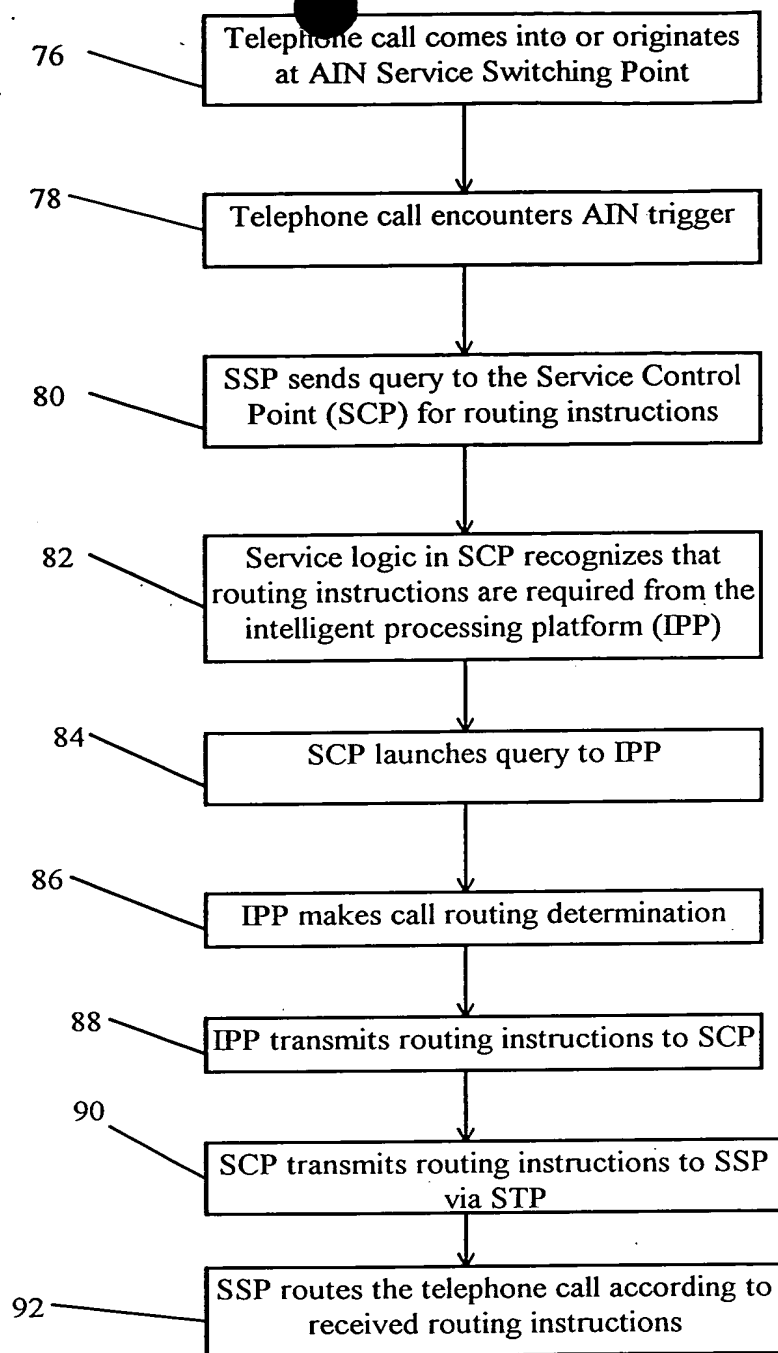 76
Telephone call comes into or originates
at AIN Service Switching Point
78
Telephone call encounters AIN trigger
80
SSP sends query to the Service Control
Point (SCP) for routing instructions
82
Service logic in SCP recognizes that
routing instructions are required from the
intelligent processing platform (IPP)
84
SCP launches query to IPP
86
IPP makes call routing determination
88
IPP transmits routing instructions to SCP
90
SCP transmits routing instructions to SSP
via STP
92
SSP routes the telephone call according to
received routing instructions